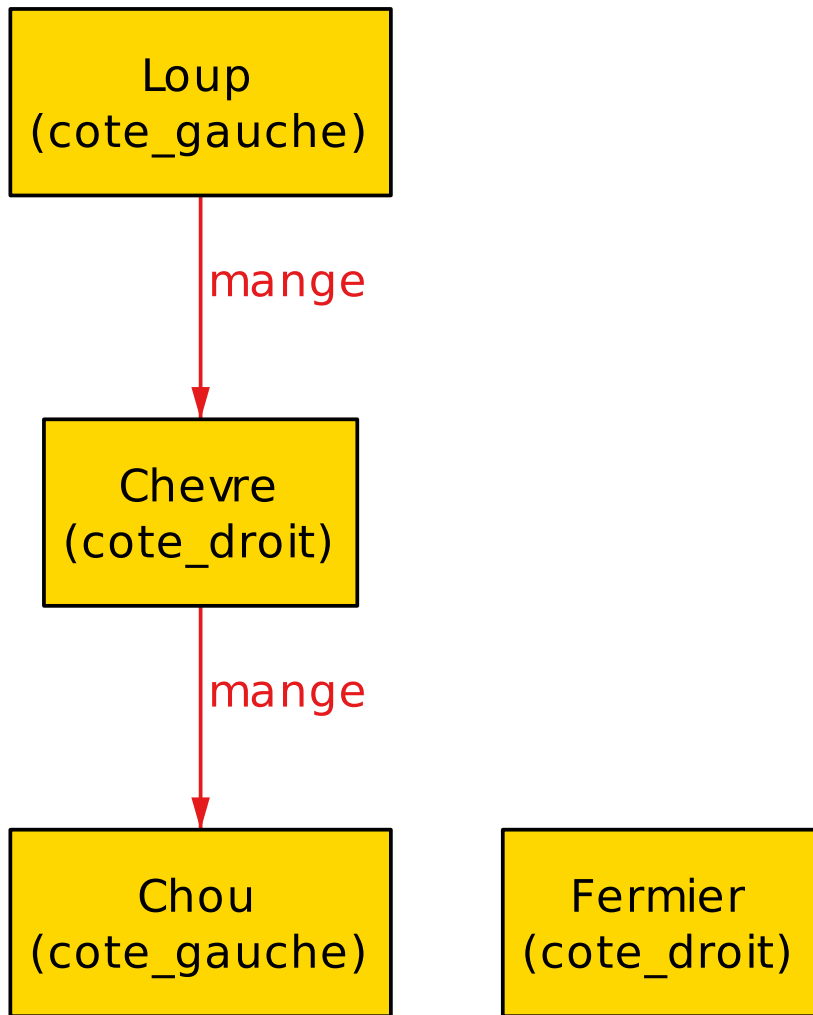 Loup
(cote_gauche)
mange
Chevre
(cote_droit)
mange
Chou
(cote_gauche)
Fermier
(cote_droit)